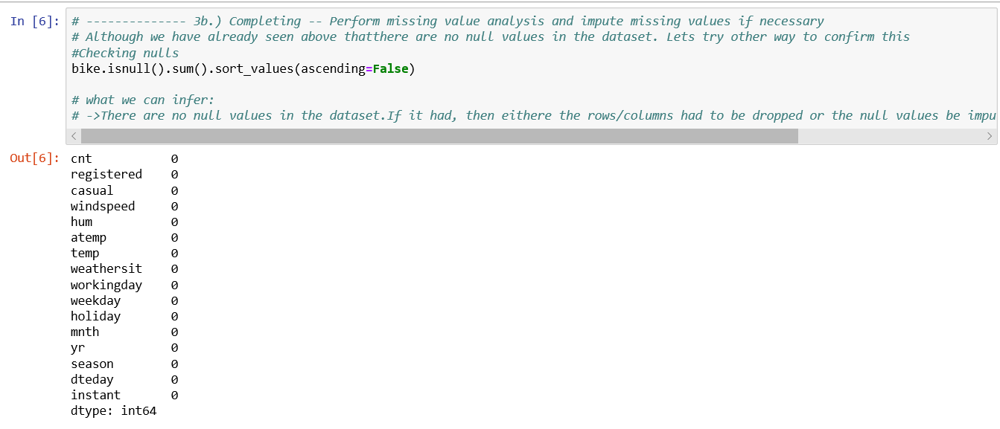 In [6]: # -------------- 3b.) Completing -- Perform missing value analysis and impute missing values if necessary
# Although we have already seen above thatthere are no null values in the dataset. Lets try other way to confirm this
#Checking nulls
bike.isnull().sum().sort_values(ascending=False)
# what we can infer:
# ->There are no null values in the dataset.If it had, then eithere the rows/columns had to be dropped or the null values be impu
Out[6]: cnt 0
registered 0
casual 0
windspeed 0
hum 0
atemp 0
temp 0
weathersit 0
workingday 0
weekday 0
holiday 0
mnth 0
yr 0
season 0
dteday 0
instant 0
dtype: int64